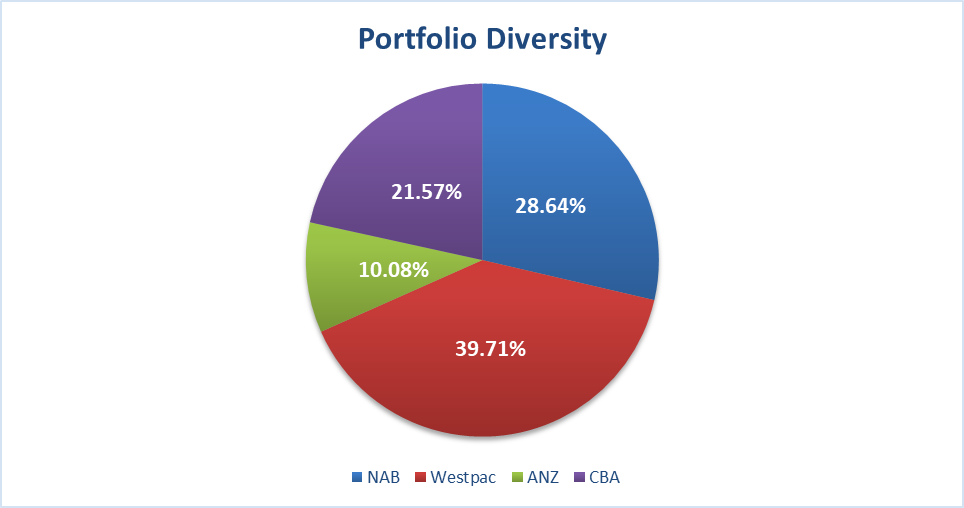 Portfolio Diversity
21.57%
28.64%
10.08%
39.71%
NAB Westpac ANZ CBA